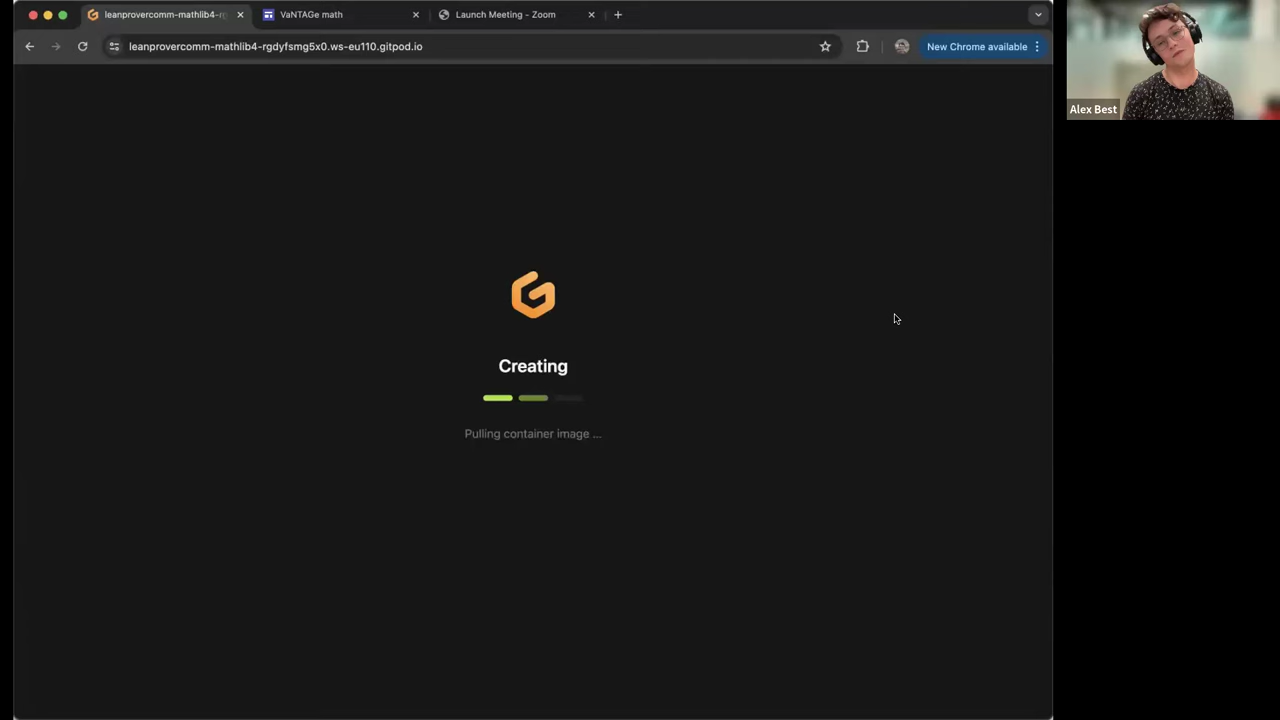 leanprovercomm-mathlib4-rg
VaNTAGe math
Launch Meeting - Zoom
leanprovercomm-mathlib4-rgdyfsmg5x0.ws-eu110.gitpod.io
New Chrome available
Alex Best
Creating
Pulling container image ...